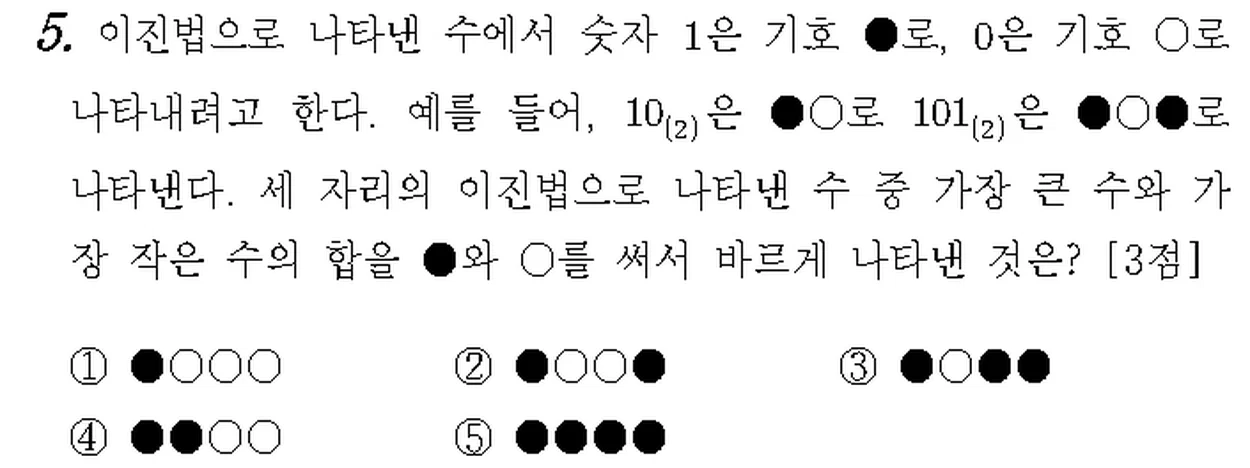 5. 이진법으로 나타낸 수에서 숫자 1은 기호 ●로, 0은 기호 ○로
나타내려고 한다. 예를 들어, 10(2)은 ●○로 101(2)은 ●○●로
나타낸다. 세 자리의 이진법으로 나타낸 수 중 가장 큰 수와 가
장 작은 수의 합을 ●와 ○를 써서 바르게 나타낸 것은? [3점]
① ●○○○ ② ●○○● ③ ●○●●
④ ●●○○ ⑤ ●●●●